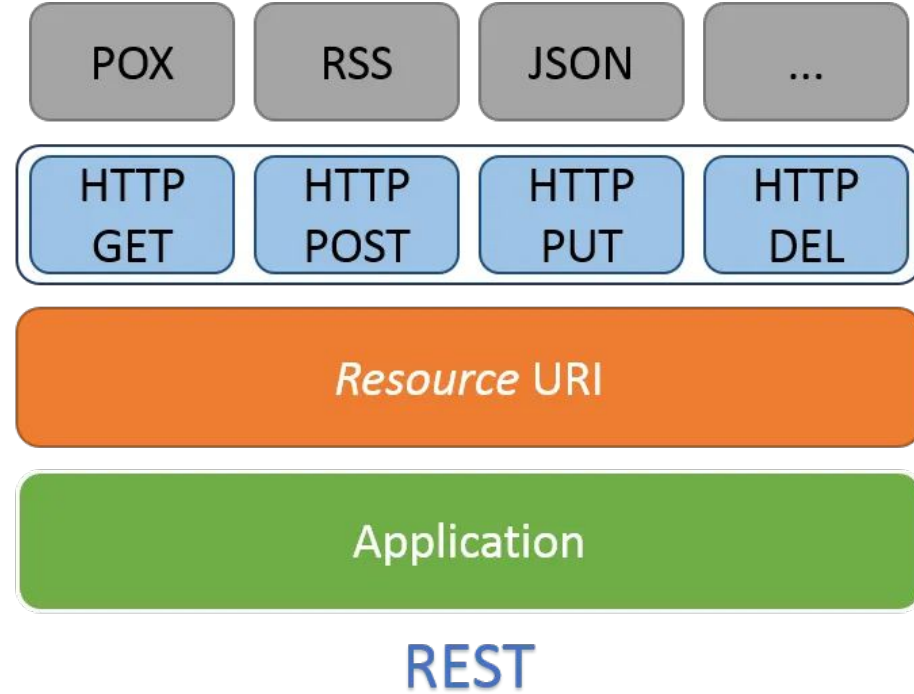 POX
RSS
JSON
...
HTTP
GET
HTTP
POST
HTTP
PUT
HTTP
DEL
Resource URI
Application
REST